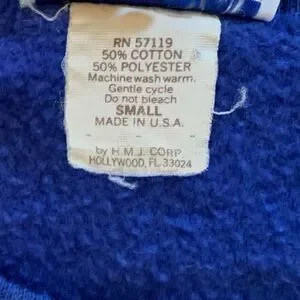 RN 57119
50% COTTON
50% POLYESTER
Machine wash warm.
Gentle cycle
Do not bleach
SMALL
MADE IN U.S.A.
by H.M.J. CORP.
HOLLYWOOD, FL 33024